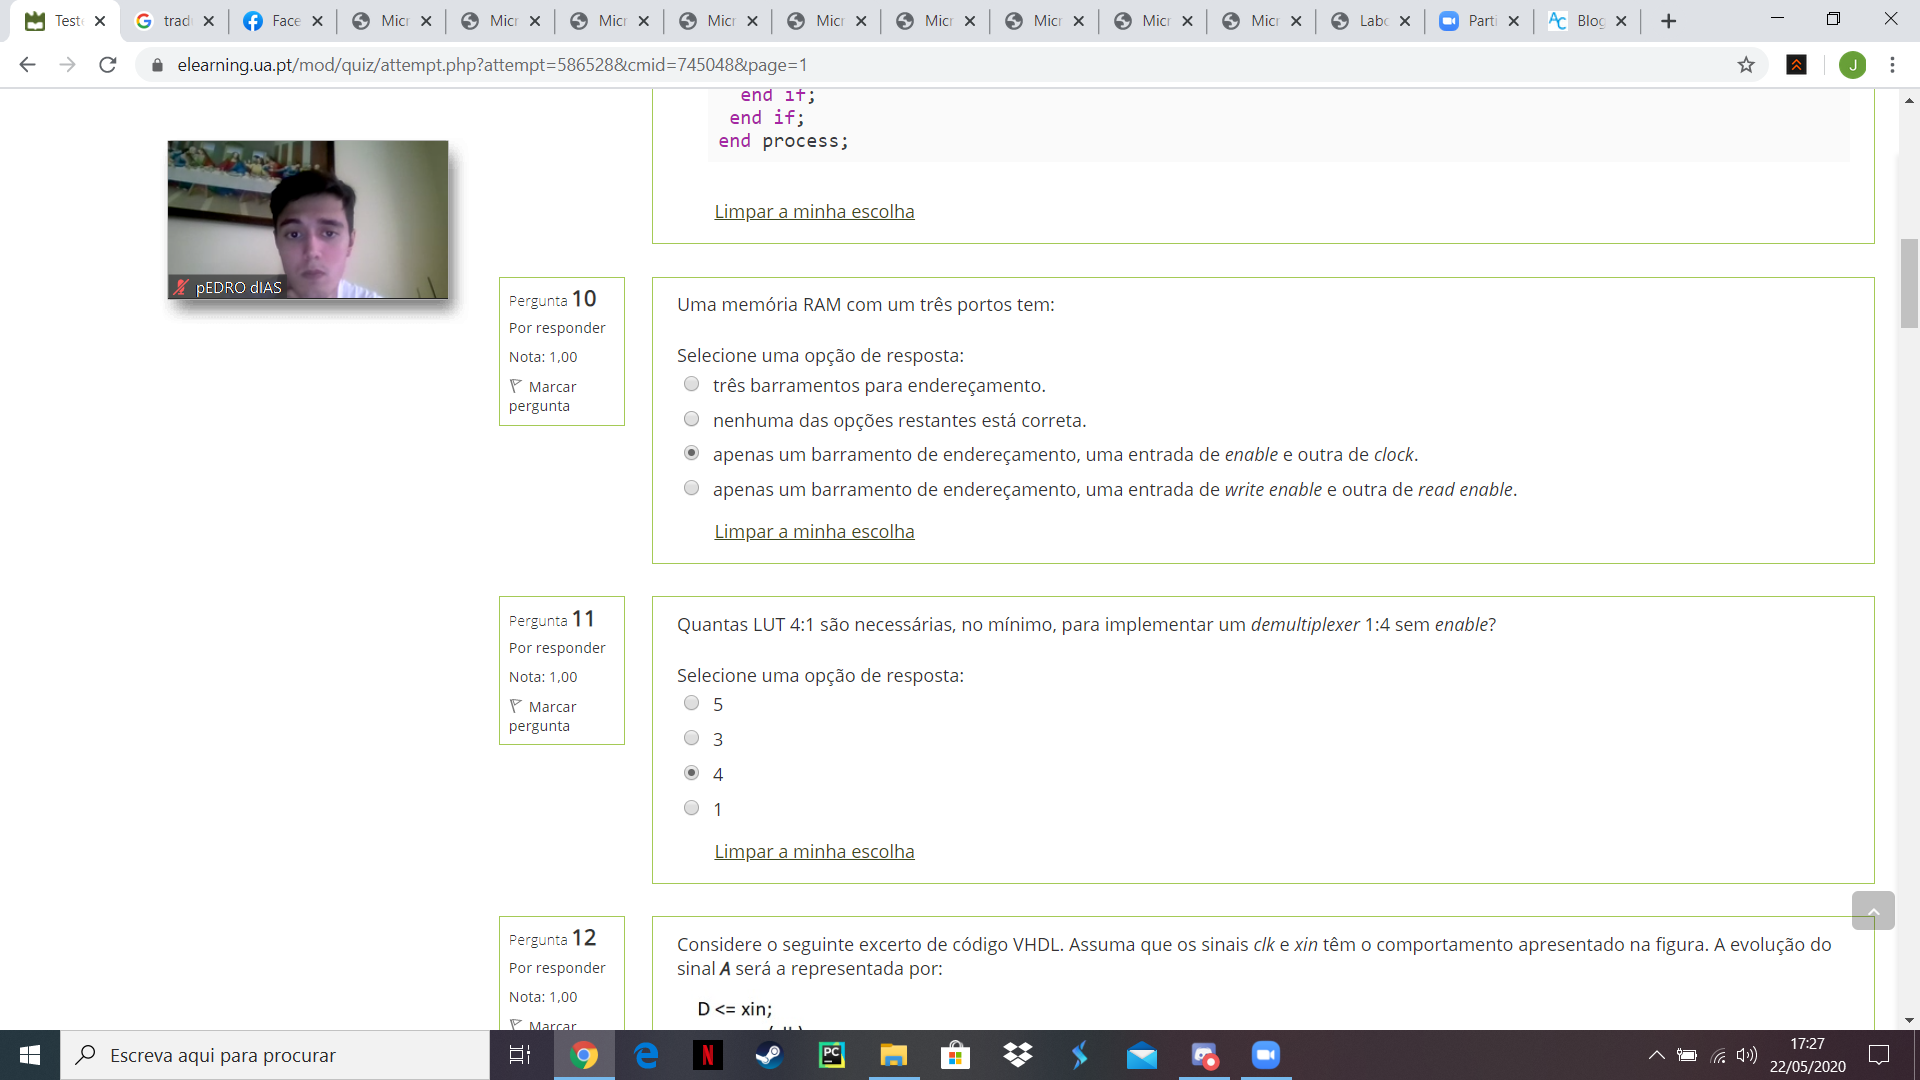 Test
trad
Face
Micr
Micr
Micr
Micr
Micr
Micr
Micr
Micr
Micr
Labo
Parti
Blog
elearning.ua.pt/mod/quiz/attempt.php?attempt=586528&cmid=745048&page=1
J
end if;
end if;
end process;
Limpar a minha escolha
pEDRO dIAS
Pergunta 10
Por responder
Nota: 1,00
Marcar
pergunta
Uma memória RAM com um três portos tem:
Selecione uma opção de resposta:
três barramentos para endereçamento.
nenhuma das opções restantes está correta.
apenas um barramento de endereçamento, uma entrada de enable e outra de clock.
apenas um barramento de endereçamento, uma entrada de write enable e outra de read enable.
Limpar a minha escolha
Pergunta 11
Por responder
Nota: 1,00
Marcar
pergunta
Quantas LUT 4:1 são necessárias, no mínimo, para implementar um demultiplexer 1:4 sem enable?
Selecione uma opção de resposta:
5
3
4
1
Limpar a minha escolha
Pergunta 12
Por responder
Nota: 1,00
Marcar
Considere o seguinte excerto de código VHDL. Assuma que os sinais clk e xin têm o comportamento apresentado na figura. A evolução do
sinal A será a representada por:
D <= xin;
Escreva aqui para procurar
17:27
22/05/2020